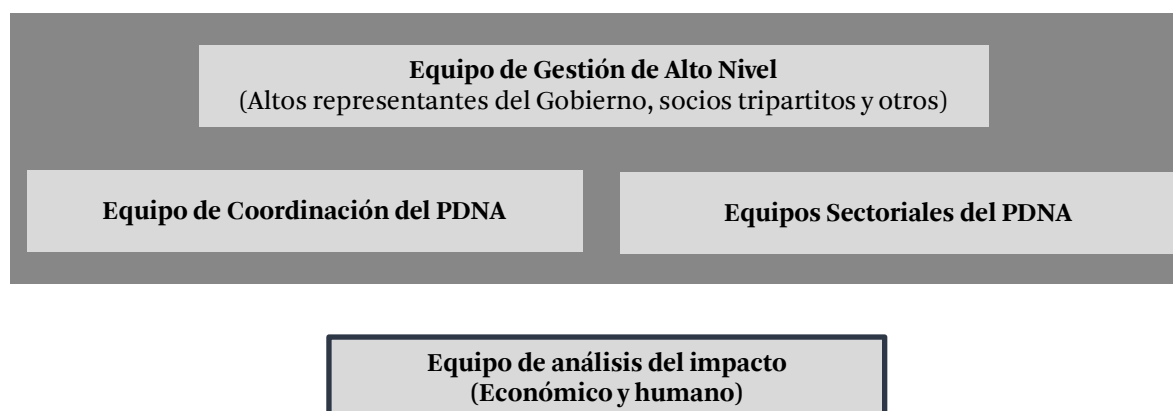 Equipo de Gestión de Alto Nivel
(Altos representantes del Gobierno, socios tripartitos y otros)
Equipo de Coordinación del PDNA
Equipos Sectoriales del PDNA
Equipo de análisis del impacto
(Económico y humano)